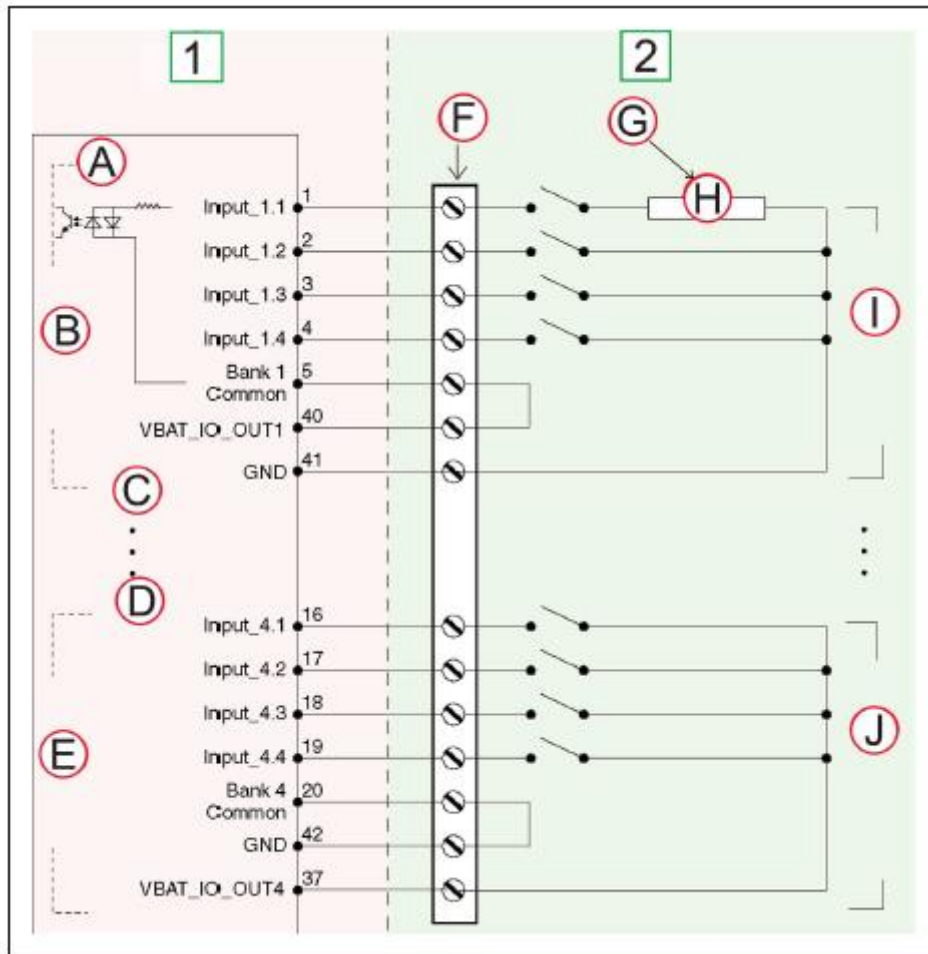 1
2
A
F
G
H
Input_1.1 1
Input_1.2 2
Input_1.3 3
B
I
Input_1.4 4
Bank 1
Common 5
VBAT_IO_OUT1 40
GND 41
C
D
Input_4.1 16
Input_4.2 17
Input_4.3 18
E
J
Input_4.4 19
Bank 4
Common 20
GND 42
VBAT_IO_OUT4 37